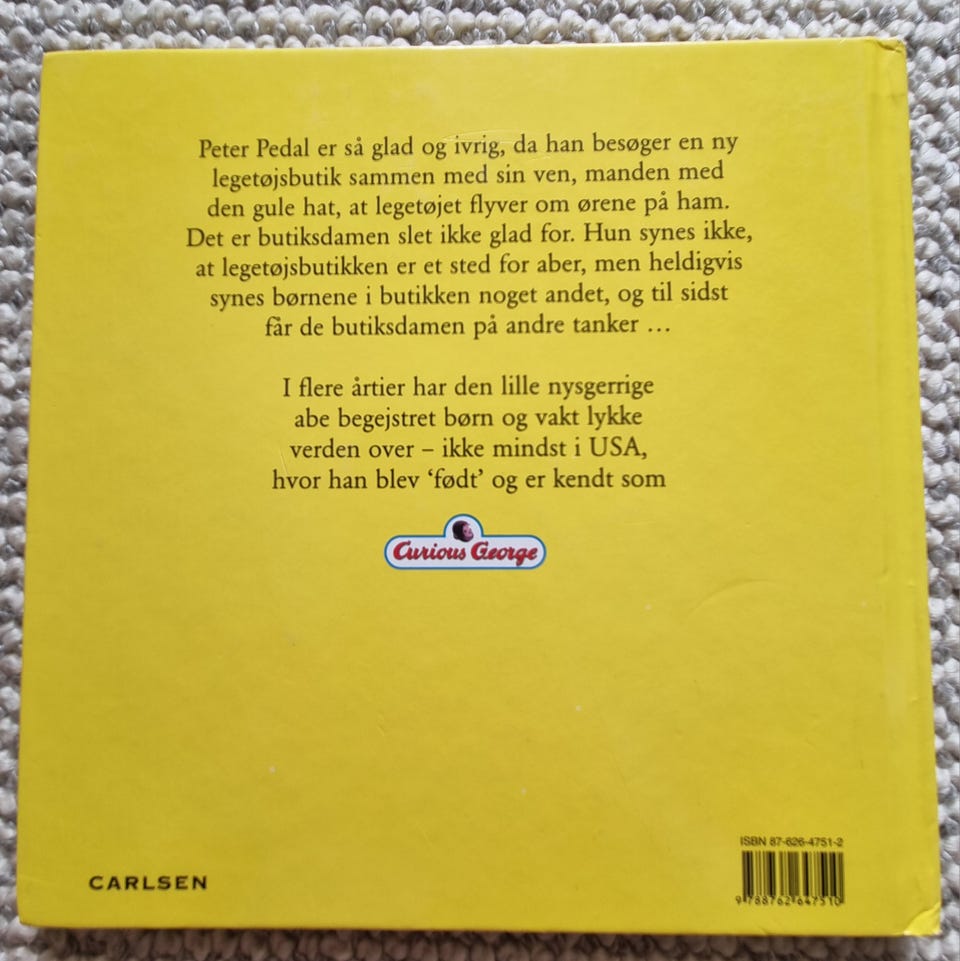 Peter Pedal er så glad og ivrig, da han besøger en ny
legetøjsbutik sammen med sin ven, manden med
den gule hat, at legetøjet flyver om ørene på ham.
Det er butiksdamen slet ikke glad for. Hun synes ikke,
at legetøjsbutikken er et sted for aber, men heldigvis
synes børnene i butikken noget andet, og til sidst
får de butiksdamen på andre tanker …
I flere årtier har den lille nysgerrige
abe begejstret børn og vakt lykke
verden over – ikke mindst i USA,
hvor han blev ‘født’ og er kendt som
Curious George
ISBN 87-626-4751-2
9 788762 647510
CARLSEN